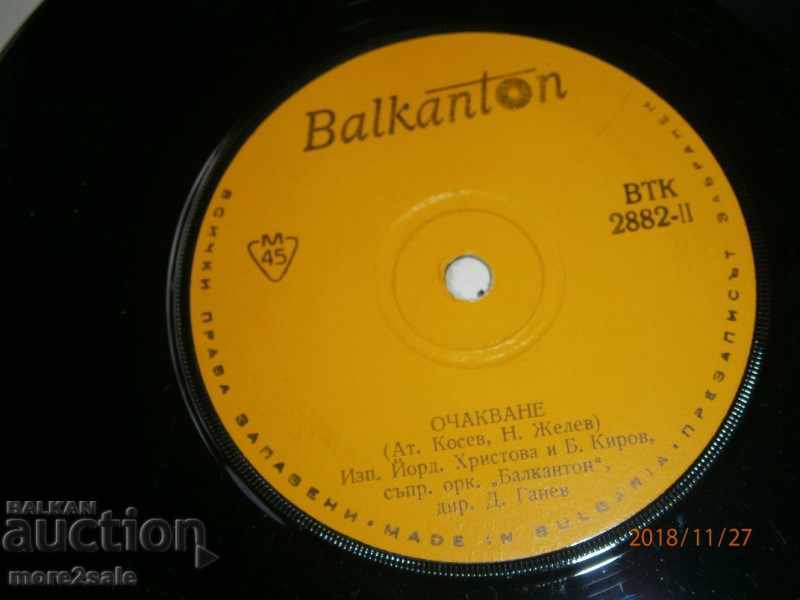 Balkanton
ВТК
2882-II
М
45
ОЧАКВАНЕ
(Ат. Косев, Н. Желев)
Изп. Йорд. Христова и Б. Киров,
съпр. орк. „Балкантон",
дир. Д. Ганев
ВСИЧКИ ПРАВА ЗАПАЗЕНИ • MADE IN BULGARIA • ПРЕЗАПИСЪТ ЗАБРАНЕН
BALKAN
auction
more2sale
2018/11/27